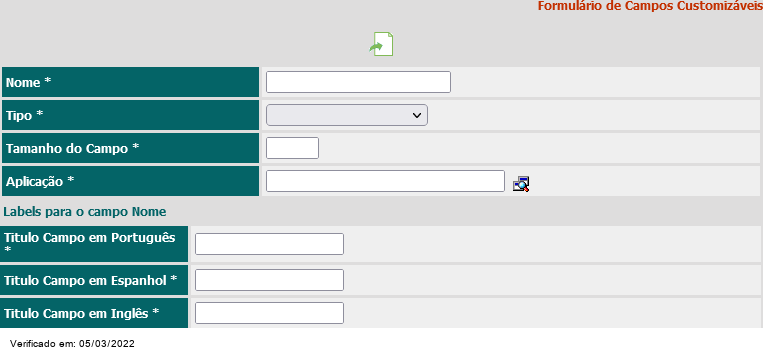 Formulário de Campos Customizáveis
Nome *
Tipo *
Tamanho do Campo *
Aplicação *
Labels para o campo Nome
Titulo Campo em Português
*
Titulo Campo em Espanhol *
Titulo Campo em Inglês *
Verificado em: 05/03/2022